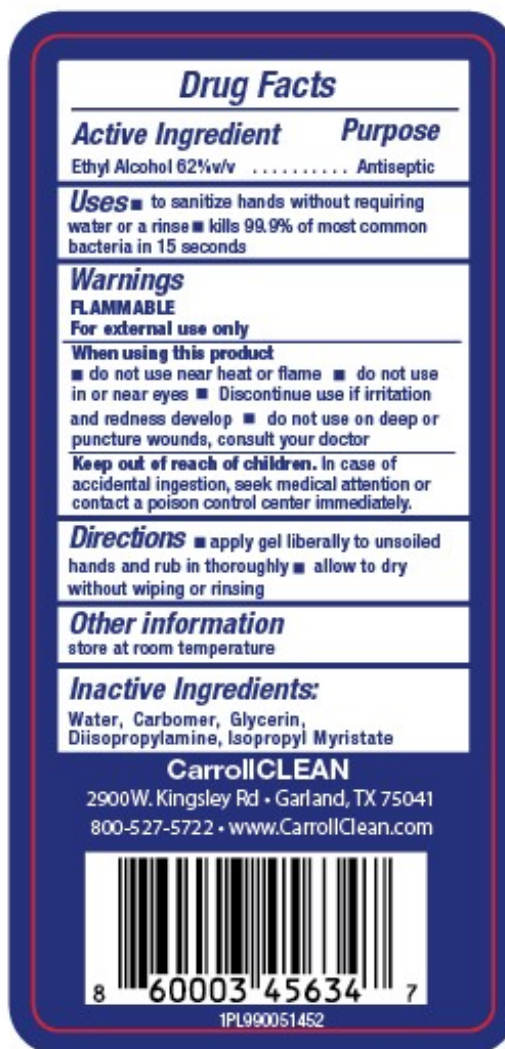 Drug Facts
Active Ingredient Purpose
Ethyl Alcohol 62%v/v . . . . . . . . . . Antiseptic
Uses ■ to sanitize hands without requiring
water or a rinse ■ kills 99.9% of most common
bacteria in 15 seconds
Warnings
FLAMMABLE
For external use only
When using this product
■ do not use near heat or flame ■ do not use
in or near eyes ■ Discontinue use if irritation
and redness develop ■ do not use on deep or
puncture wounds, consult your doctor
Keep out of reach of children. In case of
accidental ingestion, seek medical attention or
contact a poison control center immediately.
Directions ■ apply gel liberally to unsoiled
hands and rub in thoroughly ■ allow to dry
without wiping or rinsing
Other information
store at room temperature
Inactive Ingredients:
Water, Carbomer, Glycerin,
Diisopropylamine, Isopropyl Myristate
CarrollCLEAN
2900W. Kingsley Rd • Garland, TX 75041
800-527-5722 • www.CarrollClean.com
8 60003 45634 7
1PL990051452